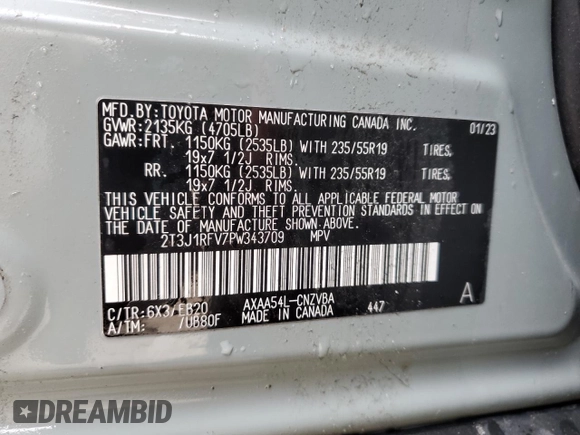 MFD.BY:TOYOTA MOTOR MANUFACTURING CANADA INC.
GVWR:2135KG (4705LB) 01/23
GAWR:FRT. 1150KG (2535LB) WITH 235/55R19 TIRES.
19x7 1/2J RIMS.
RR. 1150KG (2535LB) WITH 235/55R19 TIRES.
19x7 1/2J RIMS.
THIS VEHICLE CONFORMS TO ALL APPLICABLE FEDERAL MOTOR
VEHICLE SAFETY AND THEFT PREVENTION STANDARDS IN EFFECT ON
THE DATE OF MANUFACTURE SHOWN ABOVE.
2T3J1RFV7PW343709 MPV
C/TR:6X3/EB20 AXAA54L-CNZVBA 447 A
A/TM: /UB80F MADE IN CANADA
DREAMBID